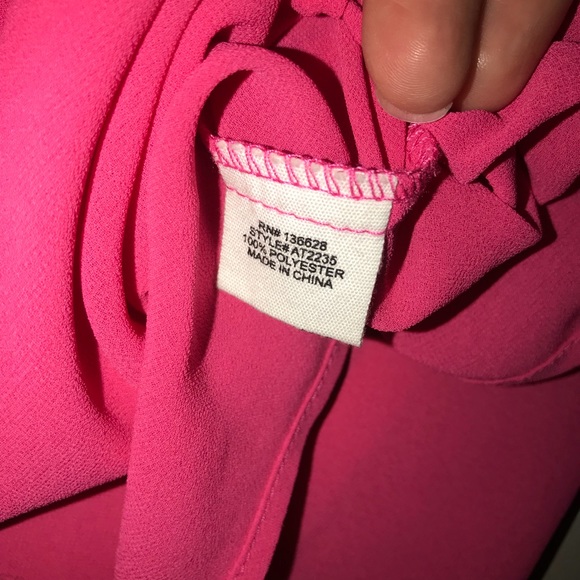 RN# 136628
STYLE# AT2235
100% POLYESTER
MADE IN CHINA